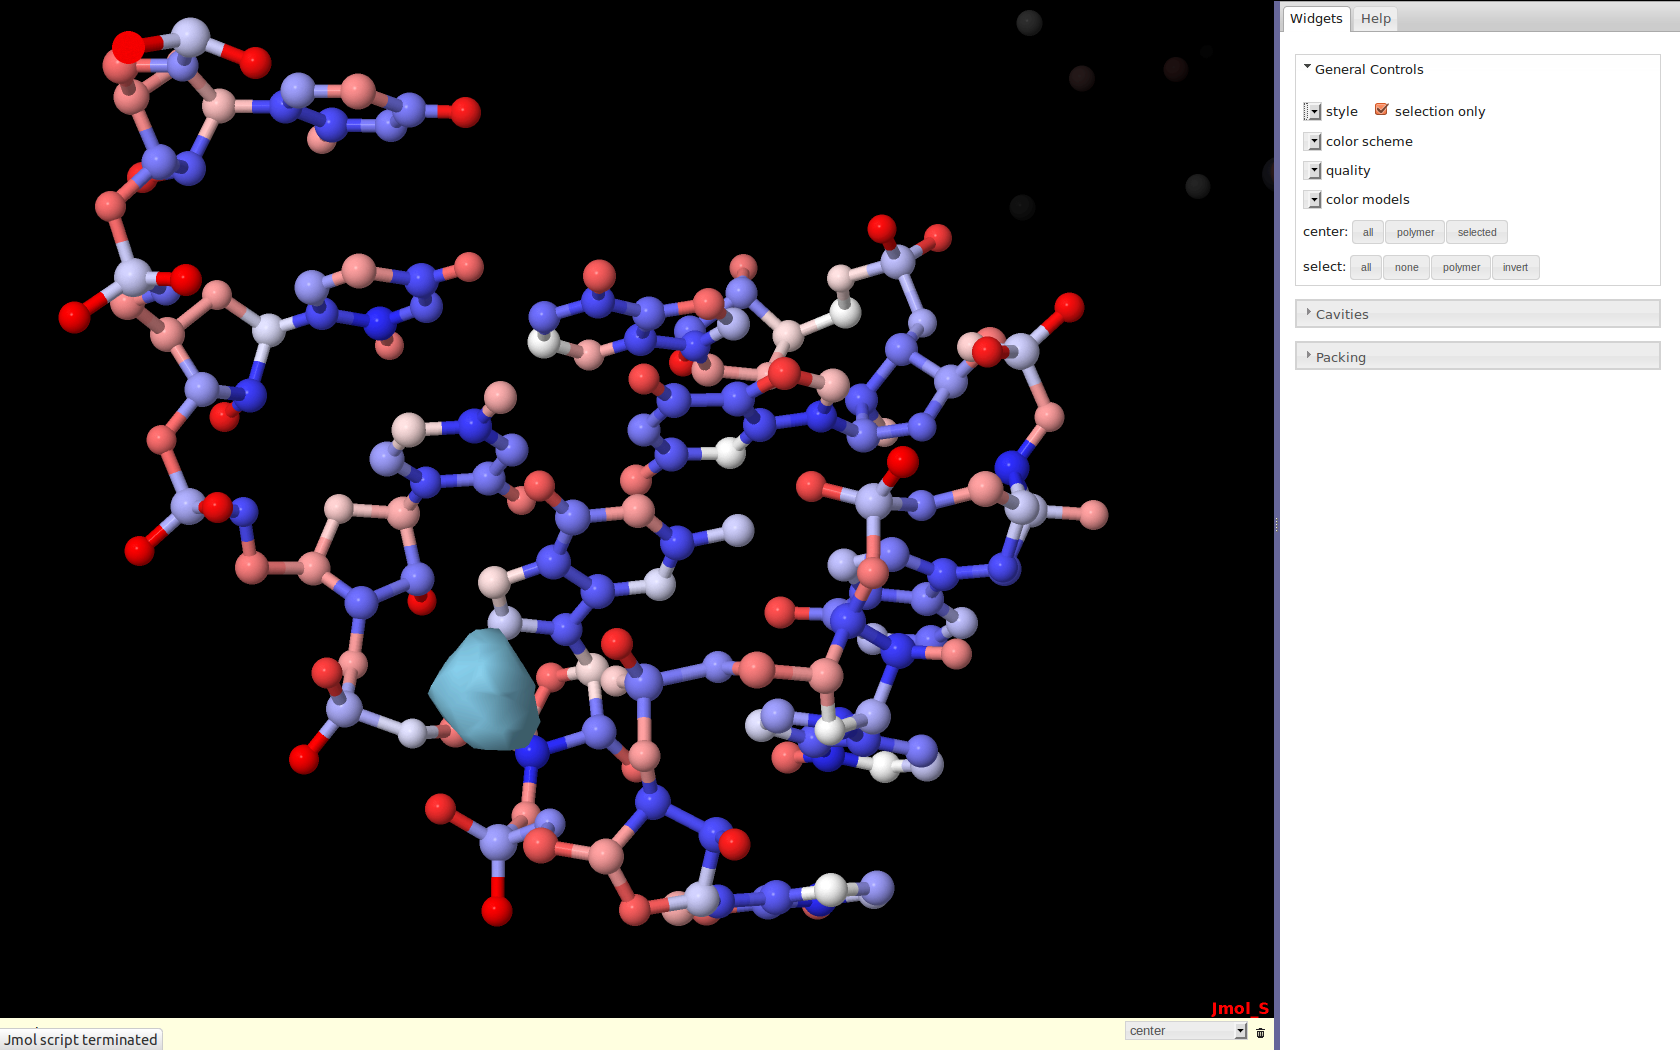 Widgets Help
General Controls
style selection only
color scheme
quality
color models
center: all polymer selected
select: all none polymer invert
Cavities
Packing
Jmol_S
center
Jmol script terminated